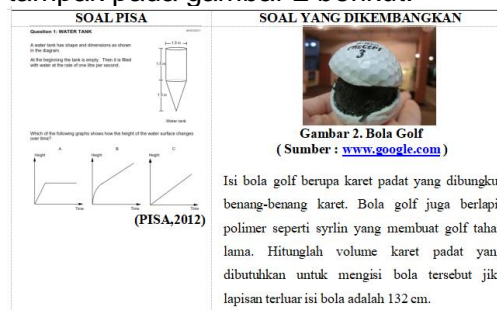 tampak pada gambar 2 berikut.
SOAL PISA
Question 1: WATER TANK
A water tank has shape and dimensions as shown
in the diagram.
At the beginning the tank is empty. Then it is filled
with water at the rate of one litre per second.
Water tank
Which of the following graphs shows how the height of the water surface changes
over time?
A B C
Height Height Height
Time Time Time
(PISA,2012)
SOAL YANG DIKEMBANGKAN
3
Gambar 2. Bola Golf
( Sumber : www.google.com )
Isi bola golf berupa karet padat yang dibungku
benang-benang karet. Bola golf juga berlapi
polimer seperti syrlin yang membuat golf taha
lama. Hitunglah volume karet padat yan
dibutuhkan untuk mengisi bola tersebut jik
lapisan terluar isi bola adalah 132 cm.